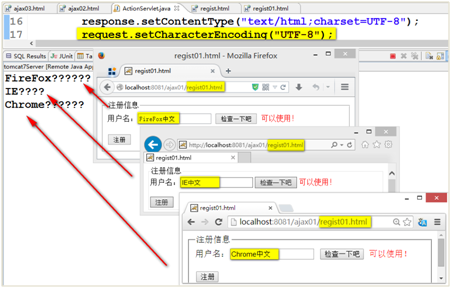 ajax03.html ajax02.html ActionServlet.java regist.html regist01.html
16 response.setContentType("text/html;charset=UTF-8");
17 request.setCharacterEncoding("UTF-8");
SQL Results JUnit
tomcat7Server [Remote Java App
FireFox??????
IE????
Chrome??????
regist01.html - Mozilla Firefox
regist01.html
localhost:8081/ajax01/regist01.html
注册信息
用户名: FireFox中文 检查一下吧 可以使用!
注册
http://localhost:8081/ajax01/regist01.html
regist01.html
注册信息
用户名: IE中文 检查一下吧 可以使用!
注册
regist01.html
localhost:8081/ajax01/regist01.html
注册信息
用户名: Chrome中文 检查一下吧 可以使用!
注册